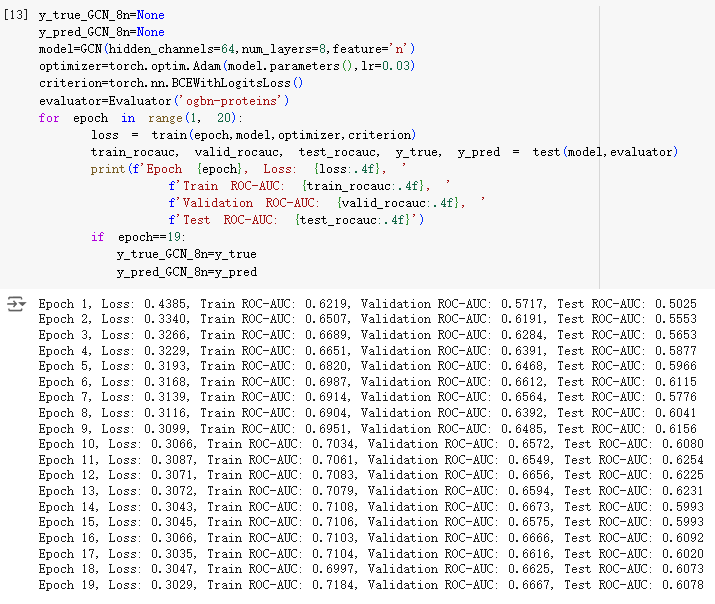 [13] y_true_GCN_8n=None
y_pred_GCN_8n=None
model=GCN(hidden_channels=64,num_layers=8,feature='n')
optimizer=torch.optim.Adam(model.parameters(),lr=0.03)
criterion=torch.nn.BCEWithLogitsLoss()
evaluator=Evaluator('ogbn-proteins')
for epoch in range(1, 20):
loss = train(epoch,model,optimizer,criterion)
train_rocauc, valid_rocauc, test_rocauc, y_true, y_pred = test(model,evaluator)
print(f'Epoch {epoch}, Loss: {loss:.4f}, '
f'Train ROC-AUC: {train_rocauc:.4f}, '
f'Validation ROC-AUC: {valid_rocauc:.4f}, '
f'Test ROC-AUC: {test_rocauc:.4f}')
if epoch==19:
y_true_GCN_8n=y_true
y_pred_GCN_8n=y_pred
Epoch 1, Loss: 0.4385, Train ROC-AUC: 0.6219, Validation ROC-AUC: 0.5717, Test ROC-AUC: 0.5025
Epoch 2, Loss: 0.3340, Train ROC-AUC: 0.6507, Validation ROC-AUC: 0.6191, Test ROC-AUC: 0.5553
Epoch 3, Loss: 0.3266, Train ROC-AUC: 0.6689, Validation ROC-AUC: 0.6284, Test ROC-AUC: 0.5653
Epoch 4, Loss: 0.3229, Train ROC-AUC: 0.6651, Validation ROC-AUC: 0.6391, Test ROC-AUC: 0.5877
Epoch 5, Loss: 0.3193, Train ROC-AUC: 0.6820, Validation ROC-AUC: 0.6468, Test ROC-AUC: 0.5966
Epoch 6, Loss: 0.3168, Train ROC-AUC: 0.6987, Validation ROC-AUC: 0.6612, Test ROC-AUC: 0.6115
Epoch 7, Loss: 0.3139, Train ROC-AUC: 0.6914, Validation ROC-AUC: 0.6564, Test ROC-AUC: 0.5776
Epoch 8, Loss: 0.3116, Train ROC-AUC: 0.6904, Validation ROC-AUC: 0.6392, Test ROC-AUC: 0.6041
Epoch 9, Loss: 0.3099, Train ROC-AUC: 0.6951, Validation ROC-AUC: 0.6485, Test ROC-AUC: 0.6156
Epoch 10, Loss: 0.3066, Train ROC-AUC: 0.7034, Validation ROC-AUC: 0.6572, Test ROC-AUC: 0.6080
Epoch 11, Loss: 0.3087, Train ROC-AUC: 0.7061, Validation ROC-AUC: 0.6549, Test ROC-AUC: 0.6254
Epoch 12, Loss: 0.3071, Train ROC-AUC: 0.7083, Validation ROC-AUC: 0.6656, Test ROC-AUC: 0.6225
Epoch 13, Loss: 0.3072, Train ROC-AUC: 0.7079, Validation ROC-AUC: 0.6594, Test ROC-AUC: 0.6231
Epoch 14, Loss: 0.3043, Train ROC-AUC: 0.7108, Validation ROC-AUC: 0.6673, Test ROC-AUC: 0.5993
Epoch 15, Loss: 0.3045, Train ROC-AUC: 0.7106, Validation ROC-AUC: 0.6575, Test ROC-AUC: 0.5993
Epoch 16, Loss: 0.3066, Train ROC-AUC: 0.7103, Validation ROC-AUC: 0.6666, Test ROC-AUC: 0.6092
Epoch 17, Loss: 0.3035, Train ROC-AUC: 0.7104, Validation ROC-AUC: 0.6616, Test ROC-AUC: 0.6020
Epoch 18, Loss: 0.3047, Train ROC-AUC: 0.6997, Validation ROC-AUC: 0.6625, Test ROC-AUC: 0.6073
Epoch 19, Loss: 0.3029, Train ROC-AUC: 0.7184, Validation ROC-AUC: 0.6667, Test ROC-AUC: 0.6078